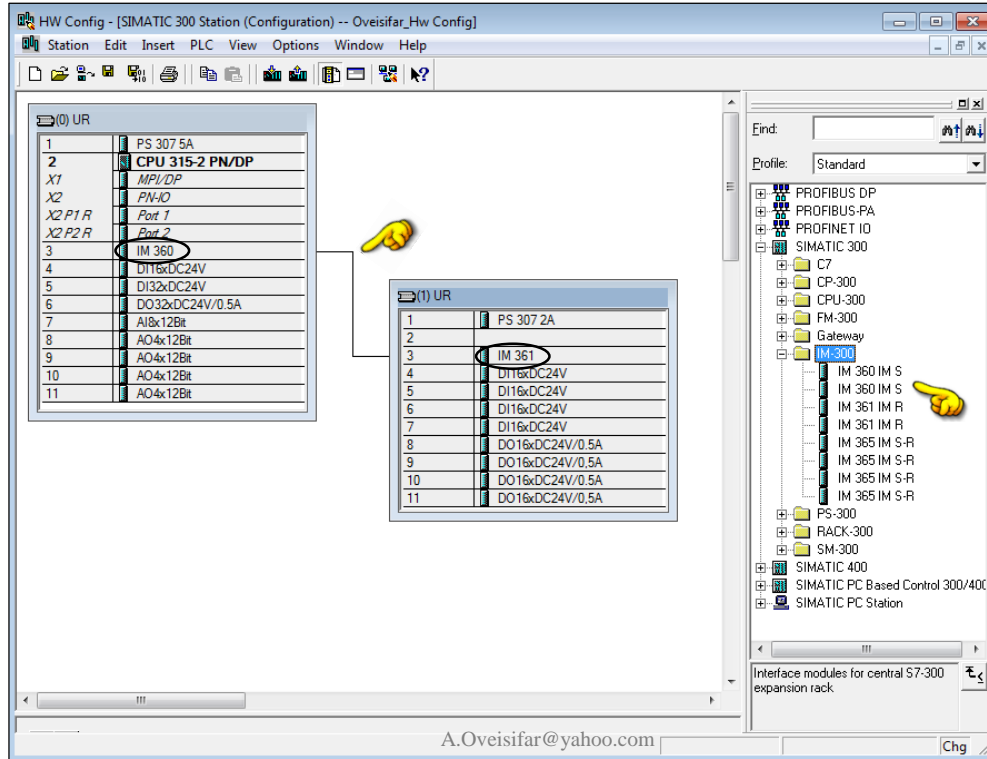 HW Config - [SIMATIC 300 Station (Configuration) -- Oveisifar_Hw Config]
Station Edit Insert PLC View Options Window Help
(0) UR
1 PS 307 5A
2 CPU 315-2 PN/DP
X1 MPI/DP
X2 PN-IO
X2 P1 R Port 1
X2 P2 R Port 2
3 IM 360
4 DI16xDC24V
5 DI32xDC24V
6 DO32xDC24V/0.5A
7 AI8x12Bit
8 AO4x12Bit
9 AO4x12Bit
10 AO4x12Bit
11 AO4x12Bit
(1) UR
1 PS 307 2A
2
3 IM 361
4 DI16xDC24V
5 DI16xDC24V
6 DI16xDC24V
7 DI16xDC24V
8 DO16xDC24V/0.5A
9 DO16xDC24V/0,5A
10 DO16xDC24V/0.5A
11 DO16xDC24V/0,5A
Find:
Profile: Standard
PROFIBUS DP
PROFIBUS-PA
PROFINET IO
SIMATIC 300
C7
CP-300
CPU-300
FM-300
Gateway
IM-300
IM 360 IM S
IM 360 IM S
IM 361 IM R
IM 361 IM R
IM 365 IM S-R
IM 365 IM S-R
IM 365 IM S-R
IM 365 IM S-R
PS-300
RACK-300
SM-300
SIMATIC 400
SIMATIC PC Based Control 300/400
SIMATIC PC Station
Interface modules for central S7-300
expansion rack
A.Oveisifar@yahoo.com
Chg